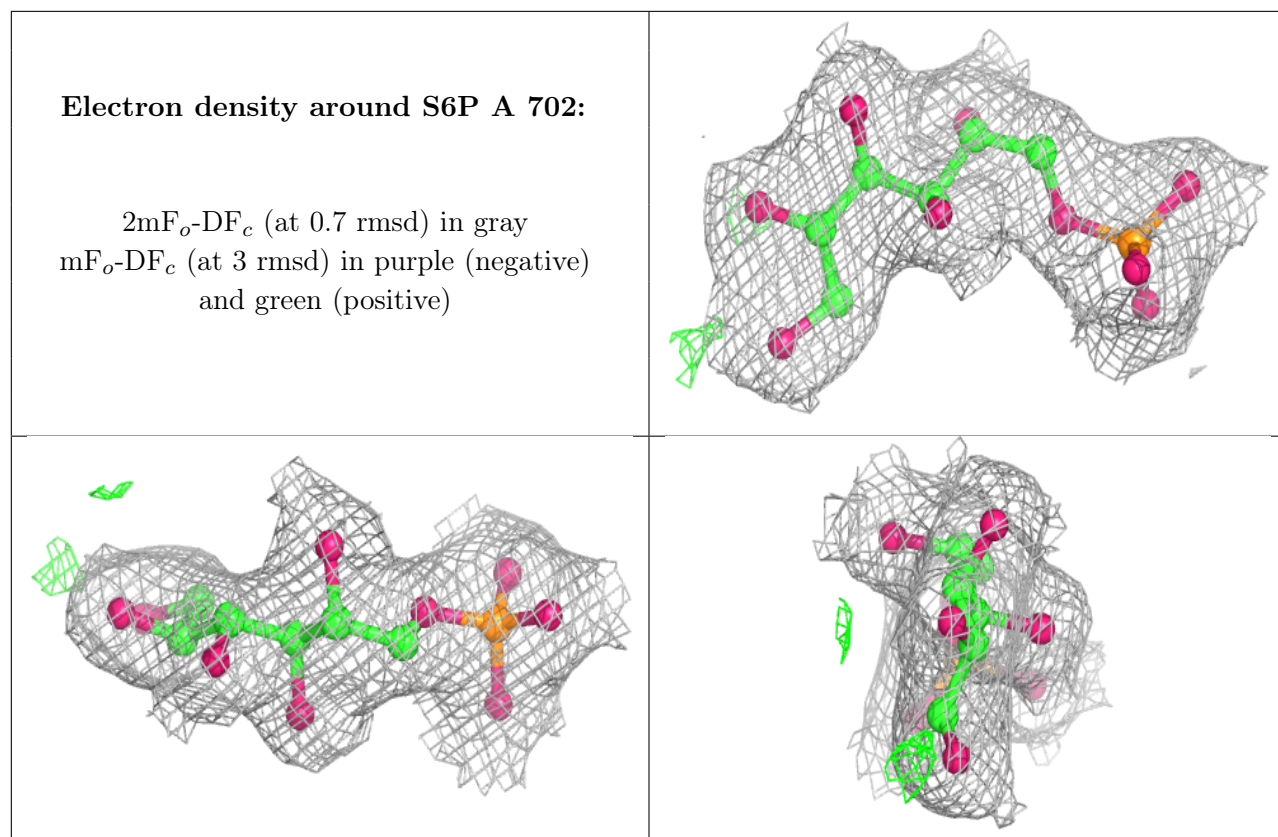 Electron density around S6P A 702:
2mFₒ-DF𝑐 (at 0.7 rmsd) in gray
mFₒ-DF𝑐 (at 3 rmsd) in purple (negative)
and green (positive)